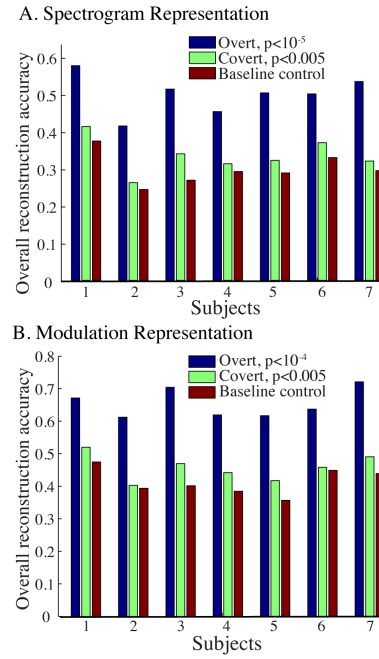 A. Spectrogram Representation
Overt, p<10⁻⁵
Covert, p<0.005
Baseline control
Overall reconstruction accuracy
0.6
0.5
0.4
0.3
0.2
0.1
0
1 2 3 4 5 6 7
Subjects
B. Modulation Representation
Overt, p<10⁻⁴
Covert, p<0.005
Baseline control
Overall reconstruction accuracy
0.8
0.7
0.6
0.5
0.4
0.3
0.2
0.1
0
1 2 3 4 5 6 7
Subjects